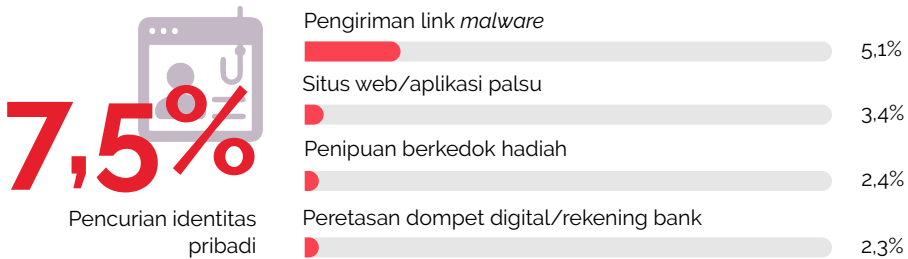 7,5%
Pencurian identitas
pribadi
Pengiriman link malware
5,1%
Situs web/aplikasi palsu
3,4%
Penipuan berkedok hadiah
2,4%
Peretasan dompet digital/rekening bank
2,3%